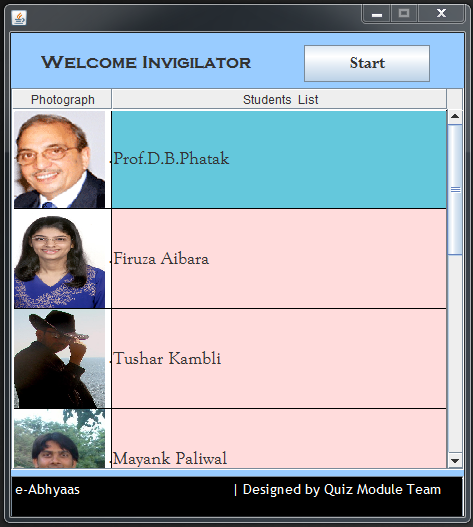 Welcome Invigilator
Start
Photograph Students List
.Prof.D.B.Phatak
.Firuza Aibara
.Tushar Kambli
.Mayank Paliwal
e-Abhyaas | Designed by Quiz Module Team